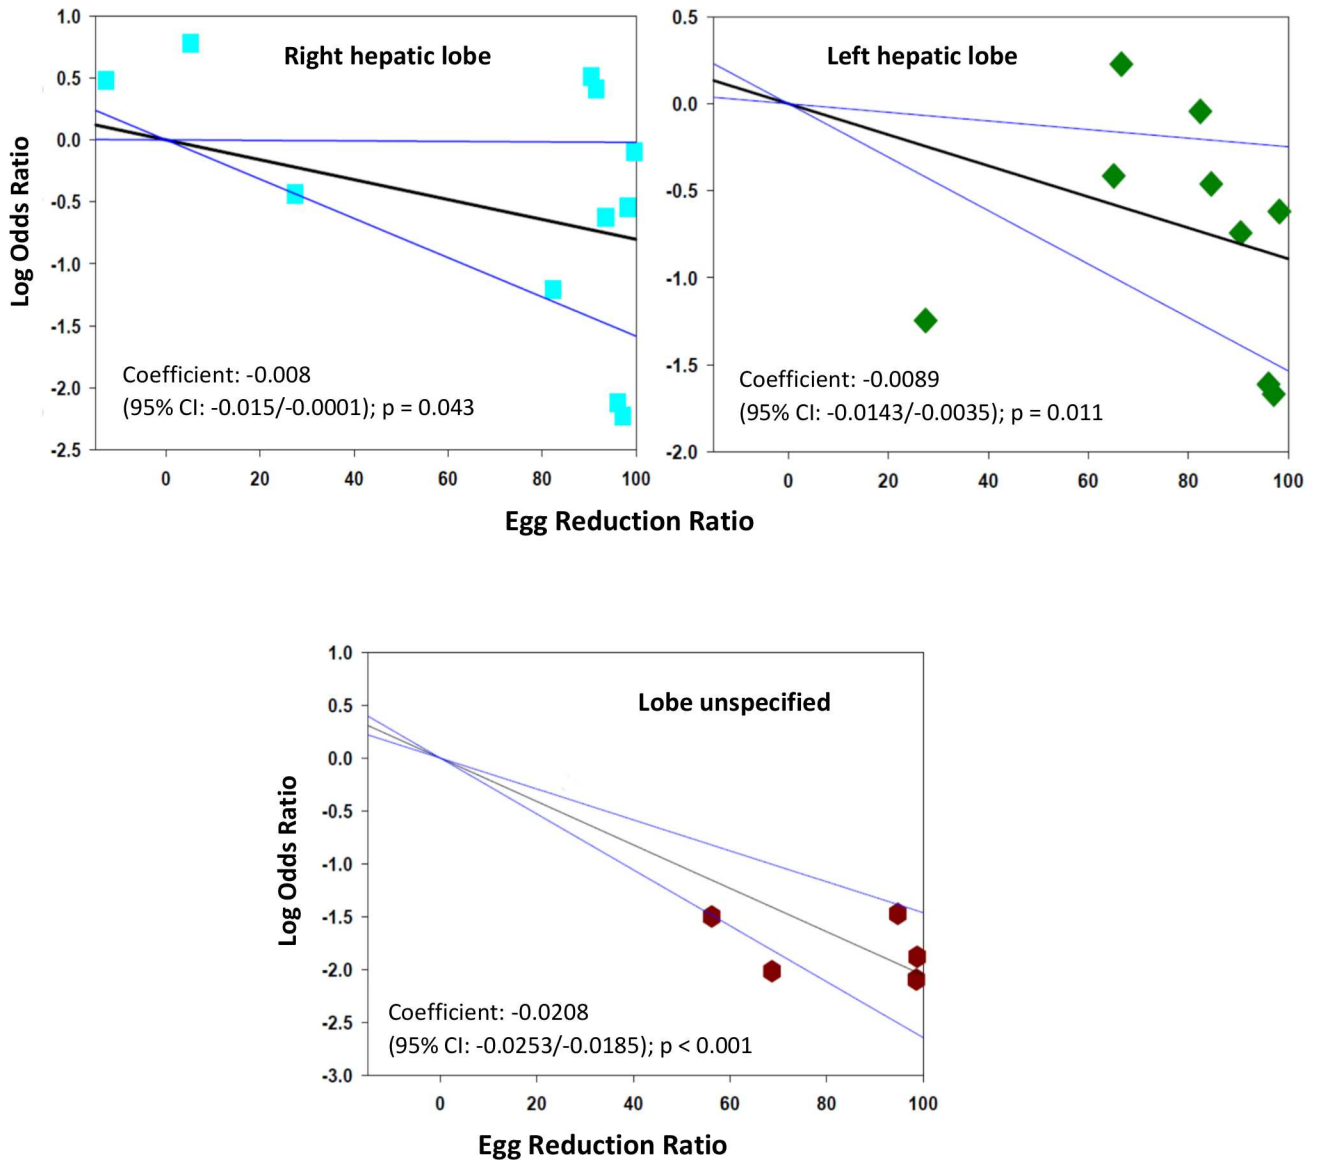 Right hepatic lobe
1.0
0.5
0.0
-0.5
-1.0
-1.5
-2.0
-2.5
Log Odds Ratio
Coefficient: -0.008
(95% CI: -0.015/-0.0001); p = 0.043
0 20 40 60 80 100
Left hepatic lobe
0.5
0.0
-0.5
-1.0
-1.5
-2.0
Coefficient: -0.0089
(95% CI: -0.0143/-0.0035); p = 0.011
0 20 40 60 80 100
Egg Reduction Ratio
Lobe unspecified
1.0
0.5
0.0
-0.5
-1.0
-1.5
-2.0
-2.5
-3.0
Log Odds Ratio
Coefficient: -0.0208
(95% CI: -0.0253/-0.0185); p < 0.001
0 20 40 60 80 100
Egg Reduction Ratio